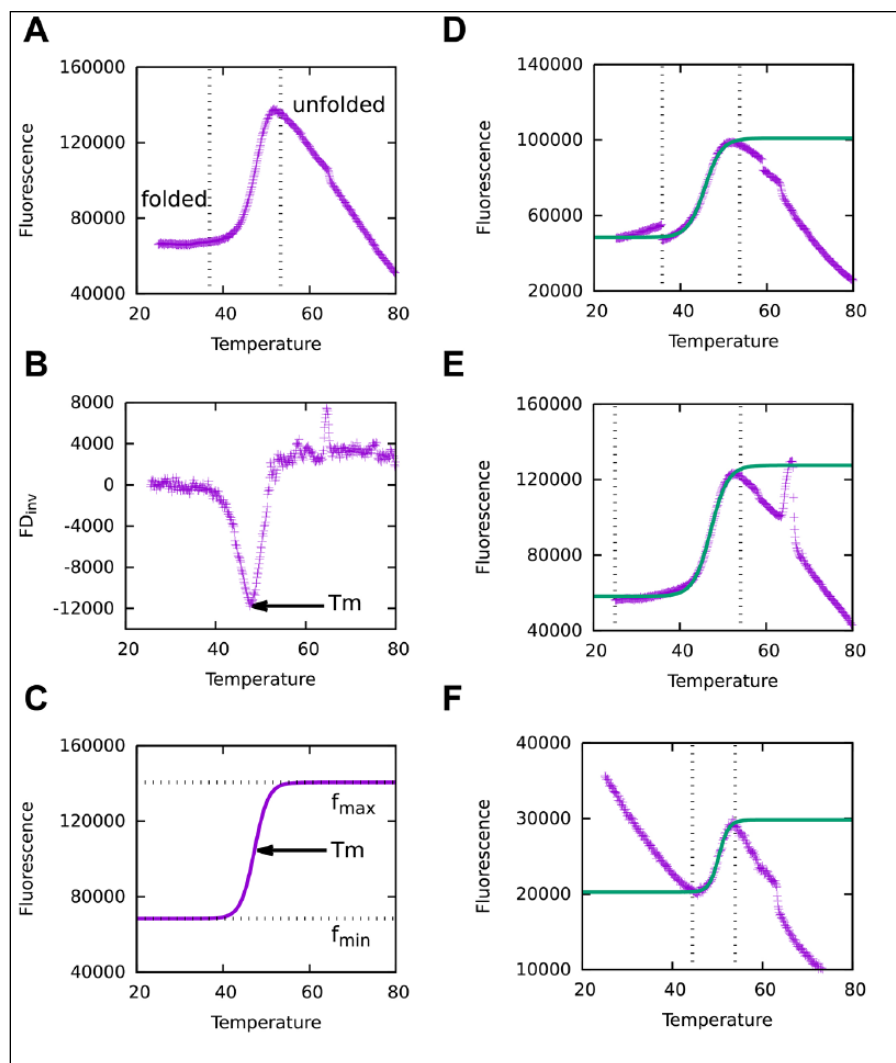 A
160000
120000
80000
40000
Fluorescence
folded
unfolded
20 40 60 80
Temperature
B
8000
4000
0
-4000
-8000
-12000
FDinv
Tm
20 40 60 80
Temperature
C
160000
120000
80000
40000
Fluorescence
fmax
Tm
fmin
20 40 60 80
Temperature
D
140000
100000
60000
20000
Fluorescence
20 40 60 80
Temperature
E
160000
120000
80000
40000
Fluorescence
20 40 60 80
Temperature
F
40000
30000
20000
10000
Fluorescence
20 40 60 80
Temperature